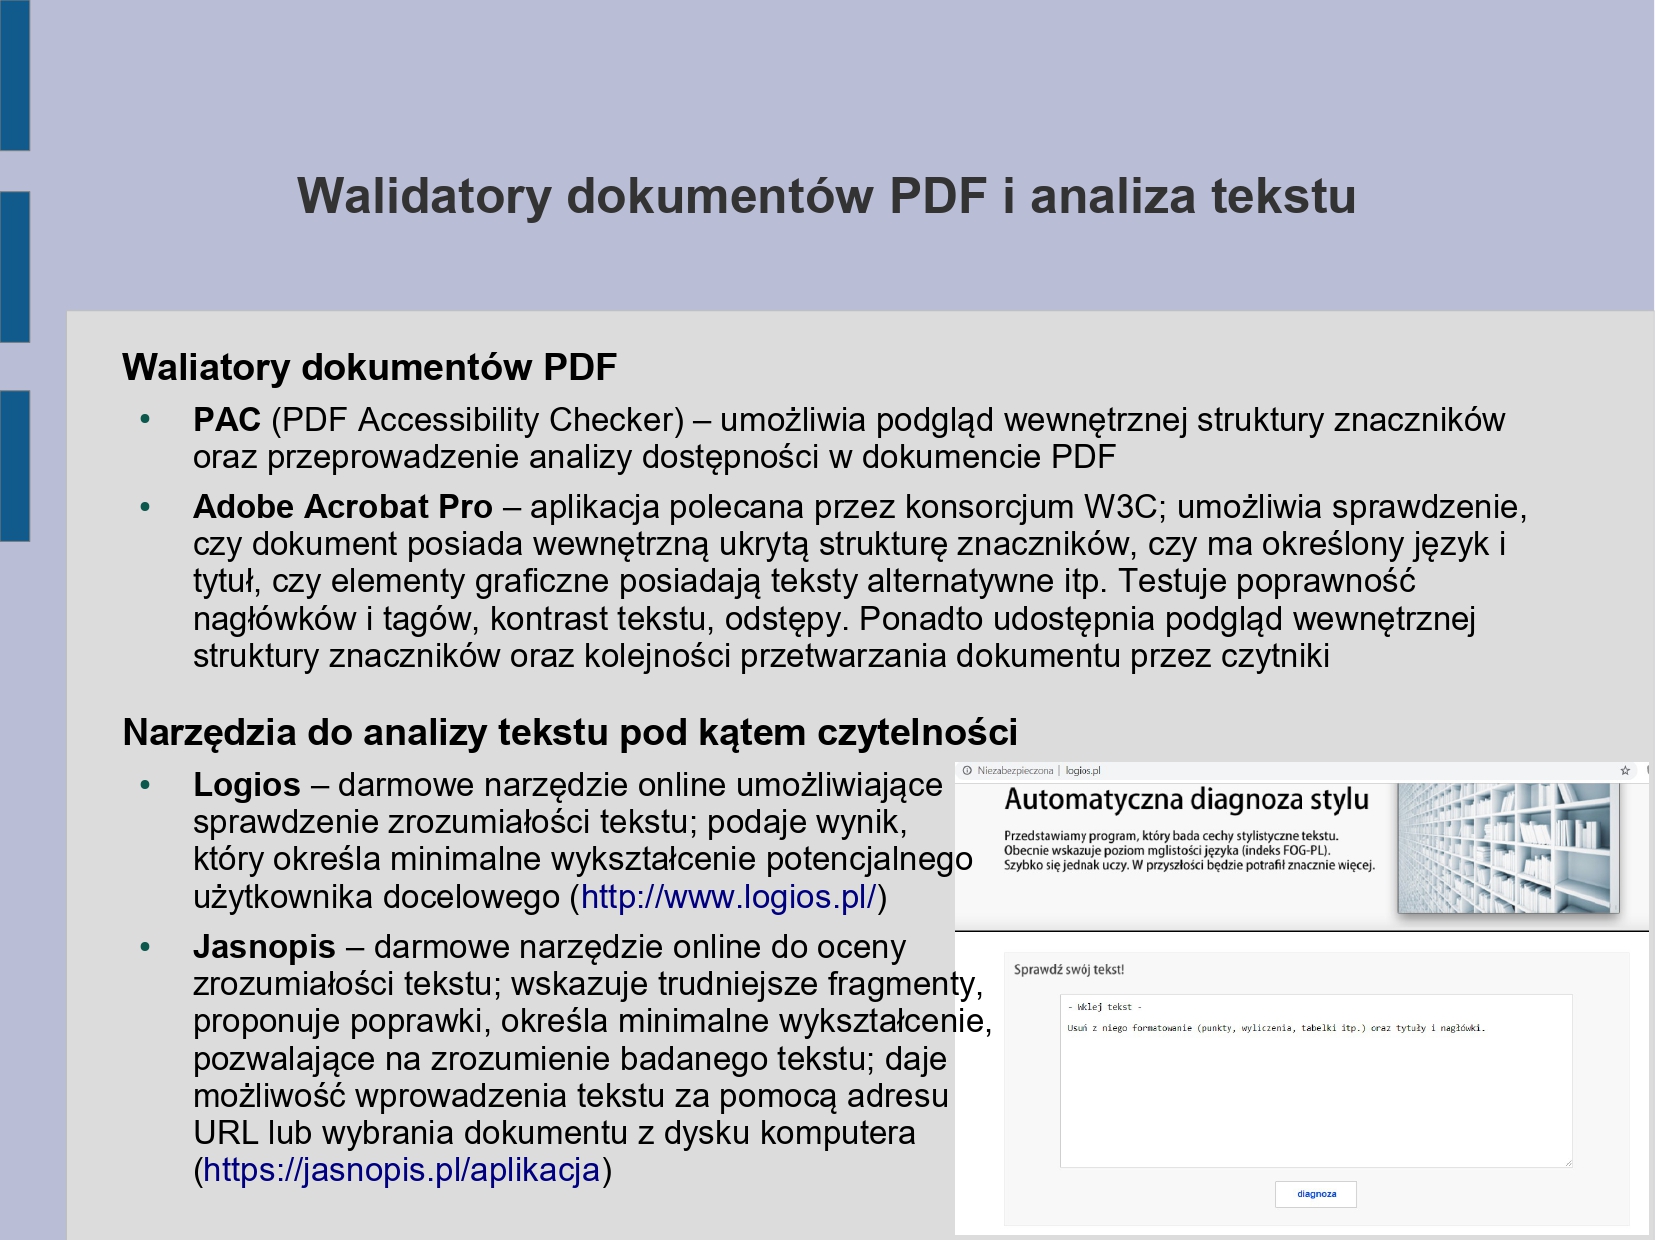 Walidatory dokumentów PDF i analiza tekstu
Waliatory dokumentów PDF
• PAC (PDF Accessibility Checker) – umożliwia podgląd wewnętrznej struktury znaczników
oraz przeprowadzenie analizy dostępności w dokumencie PDF
• Adobe Acrobat Pro – aplikacja polecana przez konsorcjum W3C; umożliwia sprawdzenie,
czy dokument posiada wewnętrzną ukrytą strukturę znaczników, czy ma określony język i
tytuł, czy elementy graficzne posiadają teksty alternatywne itp. Testuje poprawność
nagłówków i tagów, kontrast tekstu, odstępy. Ponadto udostępnia podgląd wewnętrznej
struktury znaczników oraz kolejności przetwarzania dokumentu przez czytniki
Narzędzia do analizy tekstu pod kątem czytelności
• Logios – darmowe narzędzie online umożliwiające
sprawdzenie zrozumiałości tekstu; podaje wynik,
który określa minimalne wykształcenie potencjalnego
użytkownika docelowego (http://www.logios.pl/)
• Jasnopis – darmowe narzędzie online do oceny
zrozumiałości tekstu; wskazuje trudniejsze fragmenty,
proponuje poprawki, określa minimalne wykształcenie,
pozwalające na zrozumienie badanego tekstu; daje
możliwość wprowadzenia tekstu za pomocą adresu
URL lub wybrania dokumentu z dysku komputera
(https://jasnopis.pl/aplikacja)
Niezabezpieczona | logios.pl
Automatyczna diagnoza stylu
Przedstawiamy program, który bada cechy stylistyczne tekstu.
Obecnie wskazuje poziom mglistości języka (indeks FOG-PL).
Szybko się jednak uczy. W przyszłości będzie potrafił znacznie więcej.
Sprawdź swój tekst!
- Wklej tekst -
Usuń z niego formatowanie (punkty, wyliczenia, tabelki itp.) oraz tytuły i nagłówki.
diagnoza